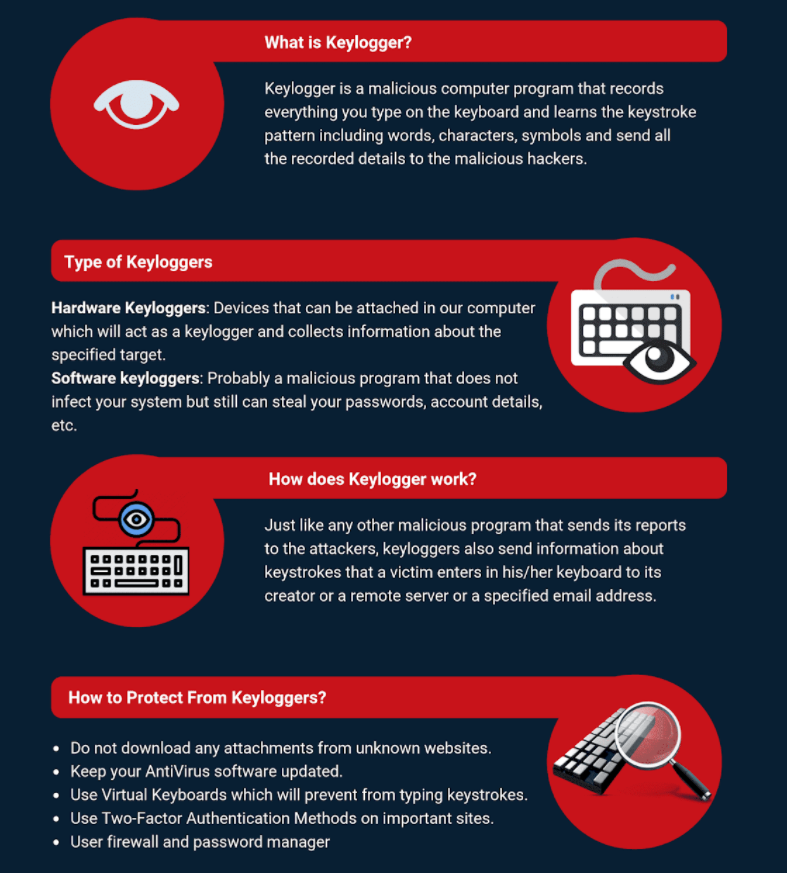 What is Keylogger?
Keylogger is a malicious computer program that records
everything you type on the keyboard and learns the keystroke
pattern including words, characters, symbols and send all
the recorded details to the malicious hackers.
Type of Keyloggers
Hardware Keyloggers: Devices that can be attached in our computer
which will act as a keylogger and collects information about the
specified target.
Software keyloggers: Probably a malicious program that does not
infect your system but still can steal your passwords, account details,
etc.
How does Keylogger work?
Just like any other malicious program that sends its reports
to the attackers, keyloggers also send information about
keystrokes that a victim enters in his/her keyboard to its
creator or a remote server or a specified email address.
How to Protect From Keyloggers?
• Do not download any attachments from unknown websites.
• Keep your AntiVirus software updated.
• Use Virtual Keyboards which will prevent from typing keystrokes.
• Use Two-Factor Authentication Methods on important sites.
• User firewall and password manager